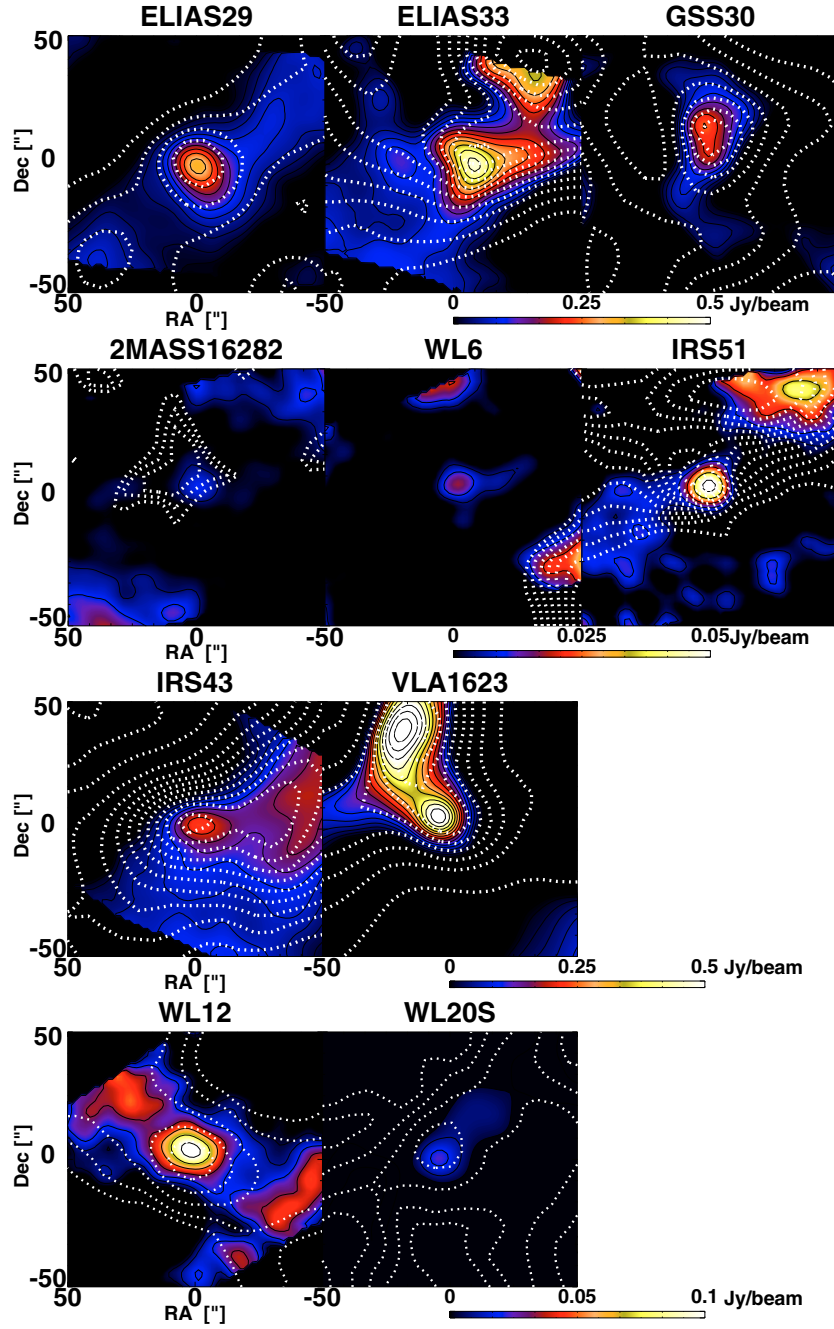 ELIAS29 ELIAS33 GSS30
50
Dec ["]
0
-50
50 0 -50
RA ["]
0 0.25 0.5 Jy/beam
2MASS16282 WL6 IRS51
50
Dec ["]
0
-50
50 0 -50
RA ["]
0 0.025 0.05 Jy/beam
IRS43 VLA1623
50
Dec ["]
0
-50
50 0 -50
RA ["]
0 0.25 0.5 Jy/beam
WL12 WL20S
50
Dec ["]
0
-50
50 0 -50
RA ["]
0 0.05 0.1 Jy/beam